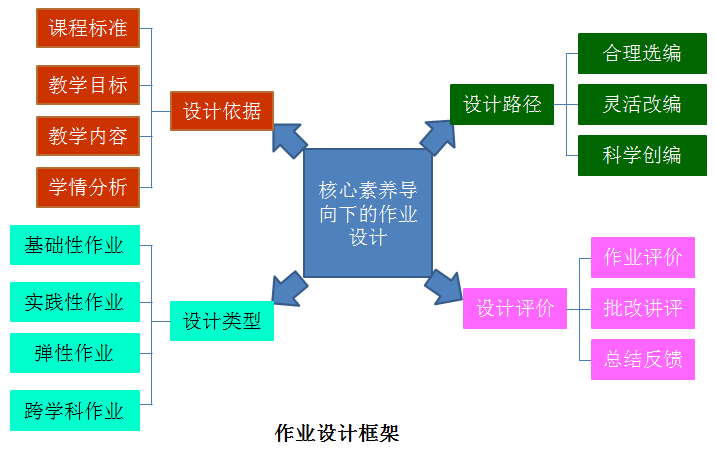 课程标准
教学目标
教学内容
学情分析
设计依据
设计路径
合理选编
灵活改编
科学创编
核心素养导
向下的作业
设计
基础性作业
实践性作业
弹性作业
跨学科作业
设计类型
设计评价
作业评价
批改讲评
总结反馈
作业设计框架